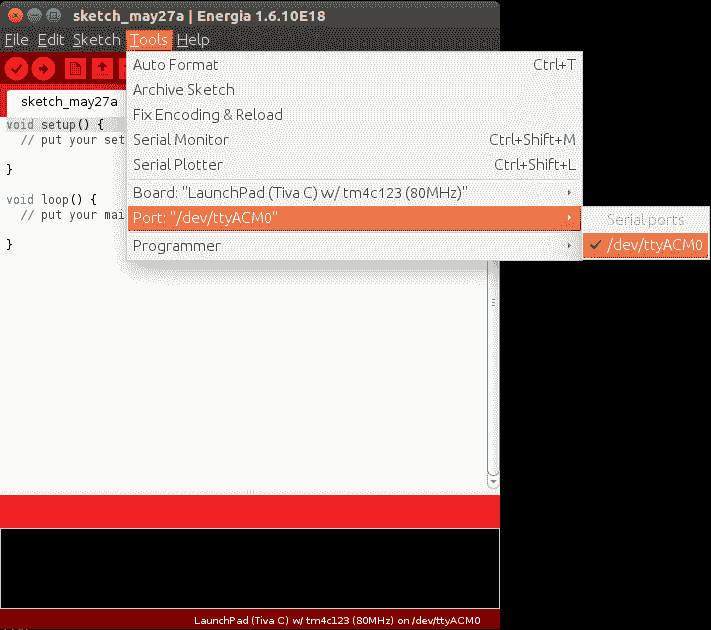 sketch_may27a | Energia 1.6.10E18
File Edit Sketch Tools Help
sketch_may27a
void setup() {
// put your set
}
void loop() {
// put your mai
}
Auto Format Ctrl+T
Archive Sketch
Fix Encoding & Reload
Serial Monitor Ctrl+Shift+M
Serial Plotter Ctrl+Shift+L
Board: "LaunchPad (Tiva C) w/ tm4c123 (80MHz)"
Port: "/dev/ttyACM0"
Programmer
Serial ports
/dev/ttyACM0
LaunchPad (Tiva C) w/ tm4c123 (80MHz) on /dev/ttyACM0